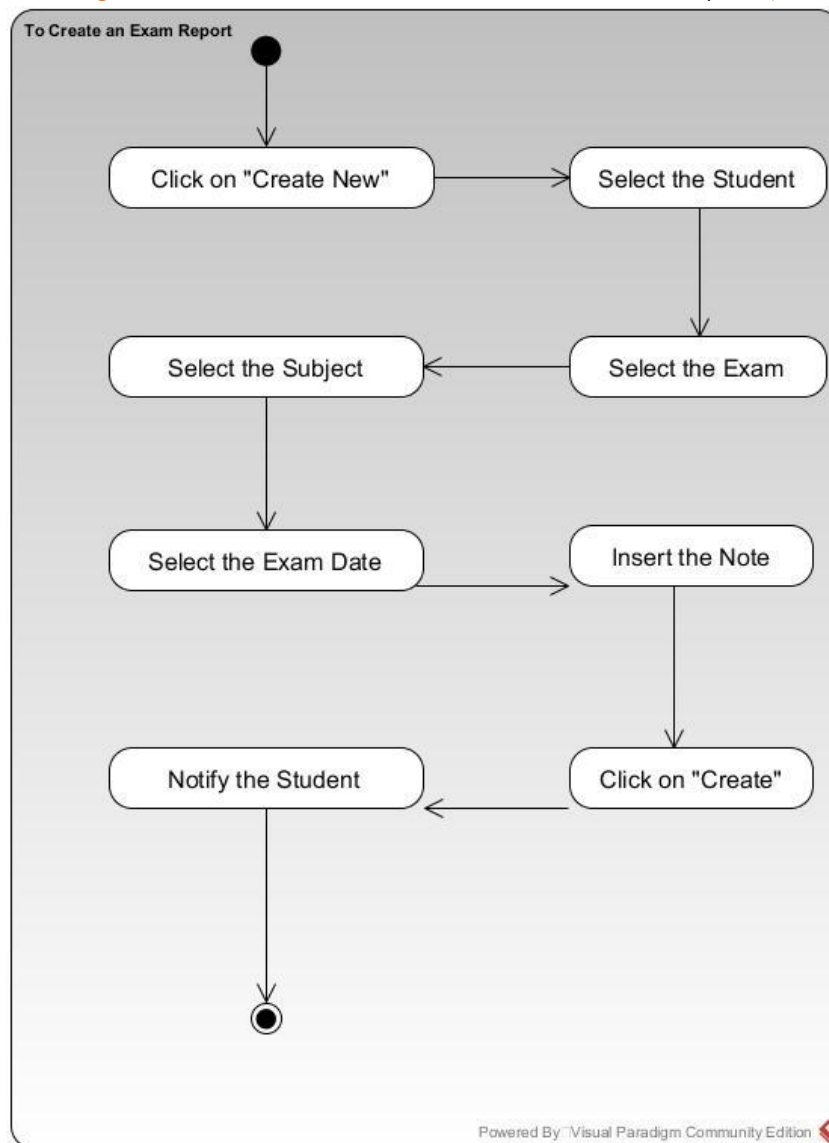 To Create an Exam Report
Click on "Create New"
Select the Student
Select the Exam
Select the Subject
Select the Exam Date
Insert the Note
Click on "Create"
Notify the Student
Powered By Visual Paradigm Community Edition